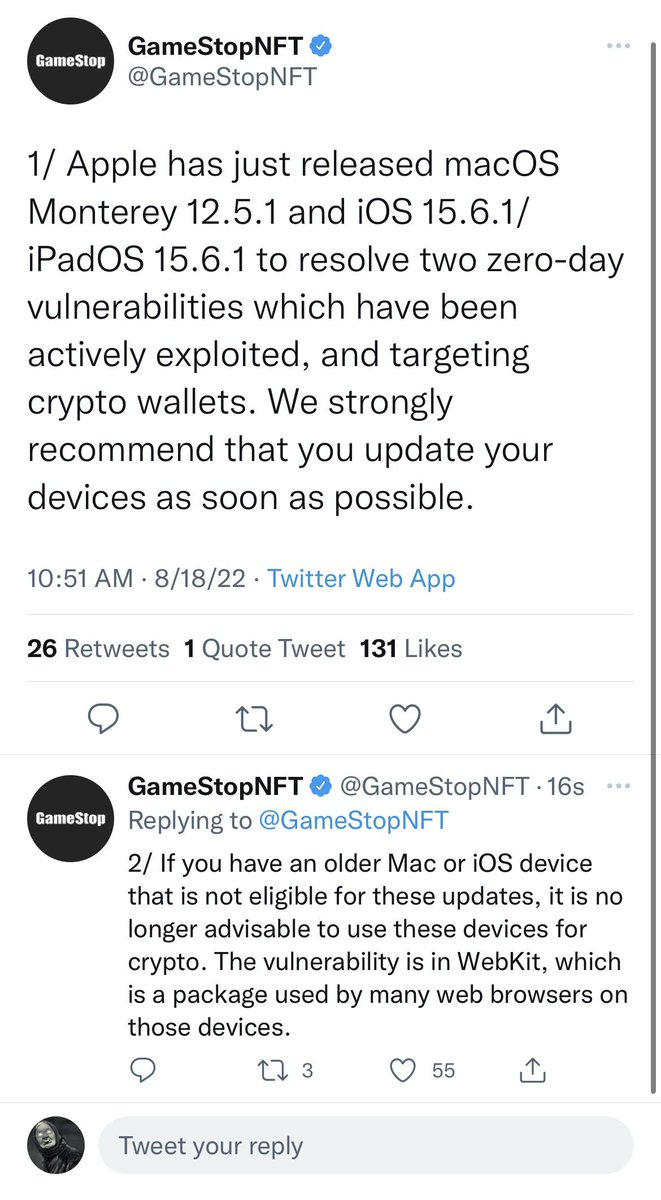 GameStop
GameStopNFT
@GameStopNFT
1/ Apple has just released macOS
Monterey 12.5.1 and iOS 15.6.1/
iPadOS 15.6.1 to resolve two zero-day
vulnerabilities which have been
actively exploited, and targeting
crypto wallets. We strongly
recommend that you update your
devices as soon as possible.
10:51 AM · 8/18/22 · Twitter Web App
26 Retweets 1 Quote Tweet 131 Likes
GameStop
GameStopNFT @GameStopNFT · 16s
Replying to @GameStopNFT
2/ If you have an older Mac or iOS device
that is not eligible for these updates, it is no
longer advisable to use these devices for
crypto. The vulnerability is in WebKit, which
is a package used by many web browsers on
those devices.
3 55
Tweet your reply